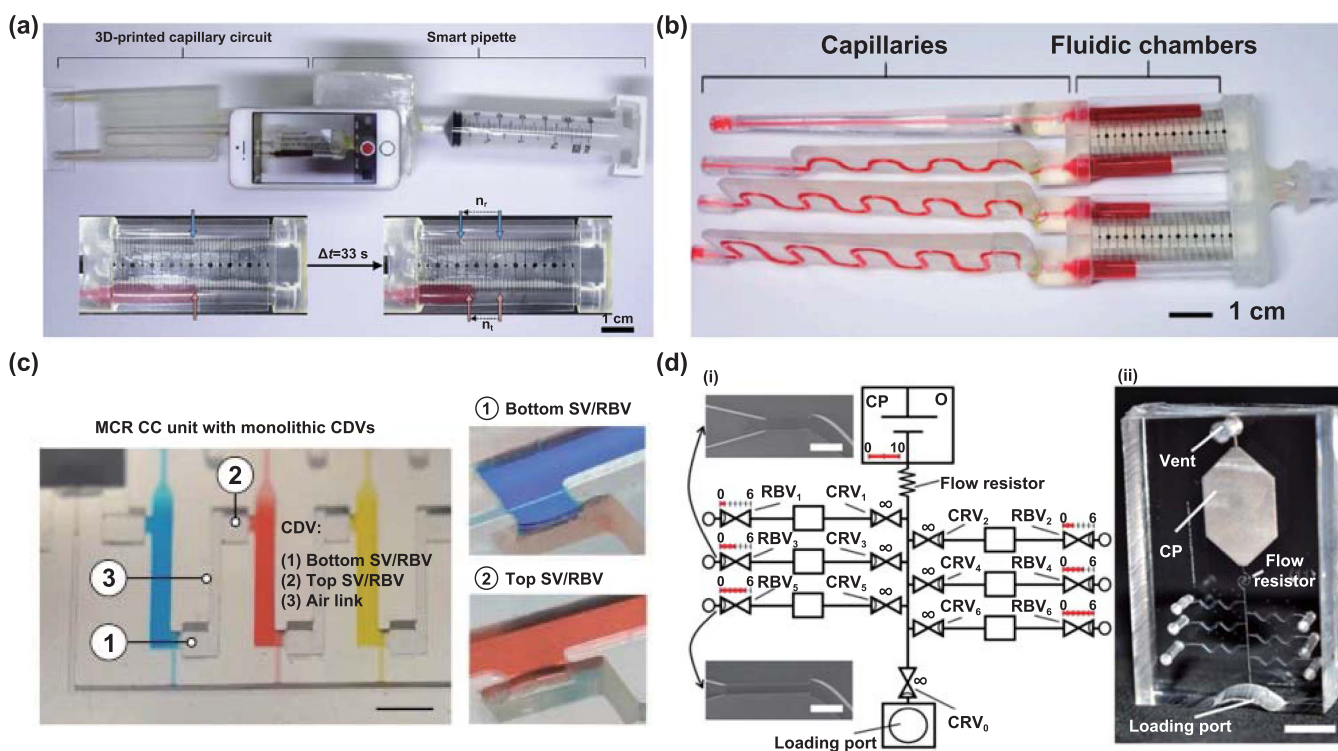 (a)
3D-printed capillary circuit
Smart pipette
nr
Δt=33 s
nt
1 cm
(b)
Capillaries
Fluidic chambers
1 cm
(c)
MCR CC unit with monolithic CDVs
2
CDV:
(1) Bottom SV/RBV
(2) Top SV/RBV
(3) Air link
3
1
1 Bottom SV/RBV
2 Top SV/RBV
(d)
(i)
CP
O
0 10
Flow resistor
0 6 RBV1 CRV1 ∞
∞ CRV2 RBV2 0 6
0 6 RBV3 CRV3 ∞
∞ CRV4 RBV4 0 6
0 6 RBV5 CRV5 ∞
∞ CRV6 RBV6 0 6
∞
CRV0
Loading port
(ii)
Vent
CP
Flow
resistor
Loading port